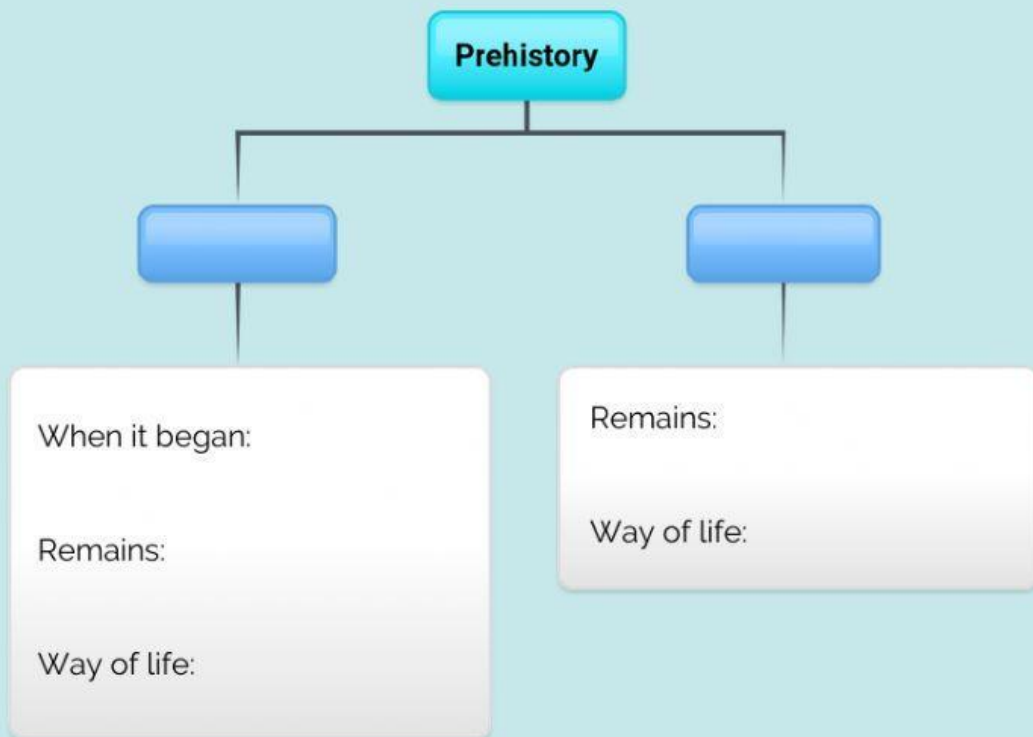 Prehistory
When it began:
Remains:
Way of life:
Remains:
Way of life: